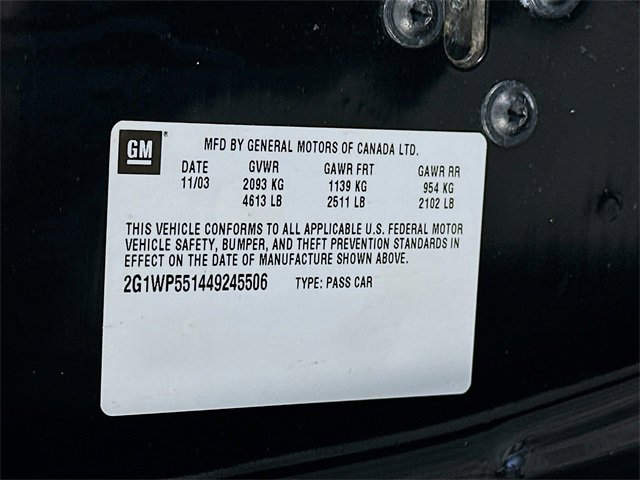 GM
MFD BY GENERAL MOTORS OF CANADA LTD.
DATE GVWR GAWR FRT GAWR RR
11/03 2093 KG 1139 KG 954 KG
4613 LB 2511 LB 2102 LB
THIS VEHICLE CONFORMS TO ALL APPLICABLE U.S. FEDERAL MOTOR
VEHICLE SAFETY, BUMPER, AND THEFT PREVENTION STANDARDS IN
EFFECT ON THE DATE OF MANUFACTURE SHOWN ABOVE.
2G1WP551449245506 TYPE: PASS CAR